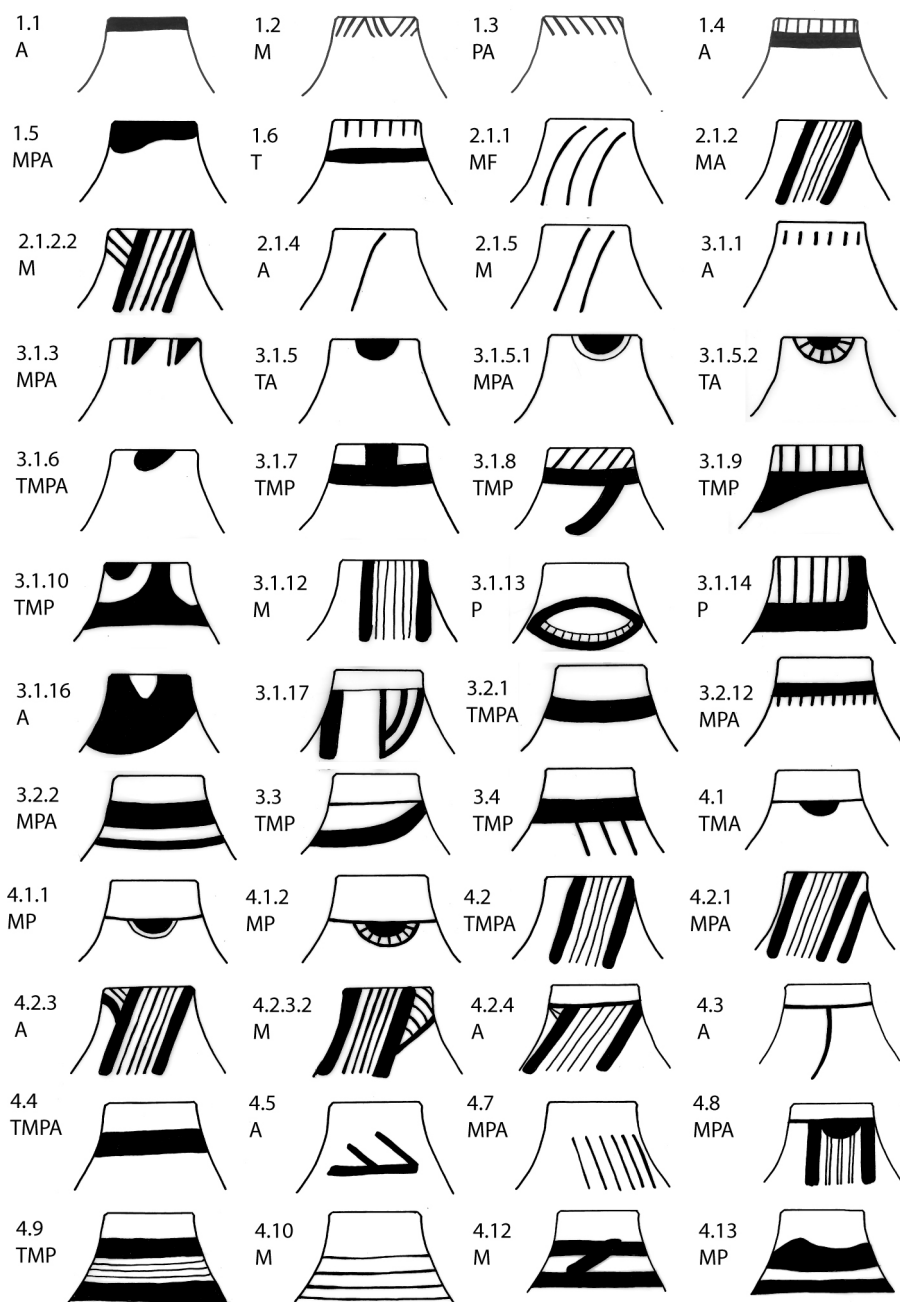 1.1
A
1.2
M
1.3
PA
1.4
A
1.5
MPA
1.6
T
2.1.1
MF
2.1.2
MA
2.1.2.2
M
2.1.4
A
2.1.5
M
3.1.1
A
3.1.3
MPA
3.1.5
TA
3.1.5.1
MPA
3.1.5.2
TA
3.1.6
TMPA
3.1.7
TMP
3.1.8
TMP
3.1.9
TMP
3.1.10
TMP
3.1.12
M
3.1.13
P
3.1.14
P
3.1.16
A
3.1.17
3.2.1
TMPA
3.2.12
MPA
3.2.2
MPA
3.3
TMP
3.4
TMP
4.1
TMA
4.1.1
MP
4.1.2
MP
4.2
TMPA
4.2.1
MPA
4.2.3
A
4.2.3.2
M
4.2.4
A
4.3
A
4.4
TMPA
4.5
A
4.7
MPA
4.8
MPA
4.9
TMP
4.10
M
4.12
M
4.13
MP